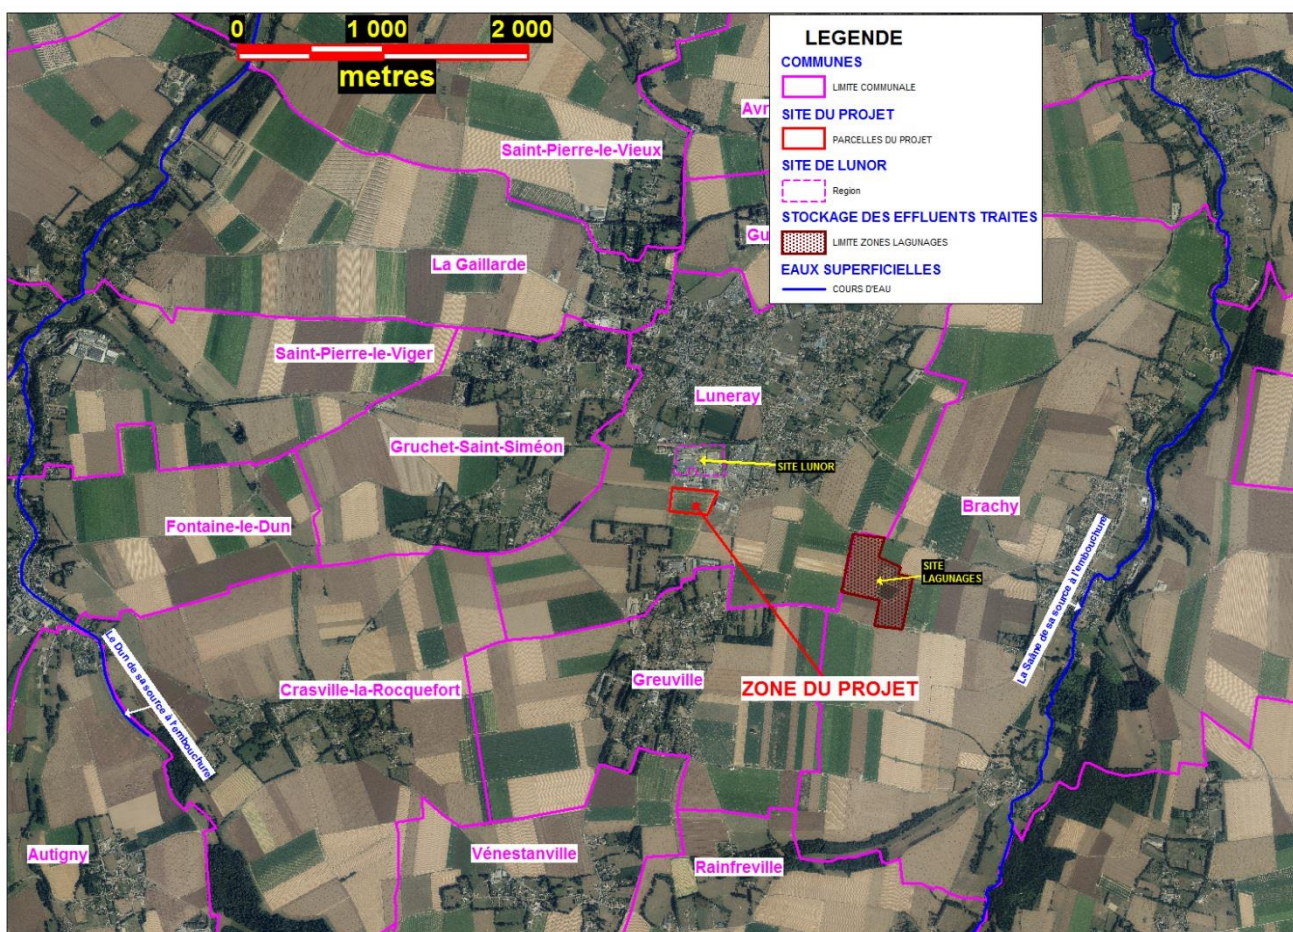 0 1 000 2 000
metres
LEGENDE
COMMUNES
LIMITE COMMUNALE
SITE DU PROJET
PARCELLES DU PROJET
SITE DE LUNOR
Region
STOCKAGE DES EFFLUENTS TRAITES
LIMITE ZONES LAGUNAGES
EAUX SUPERFICIELLES
COURS D'EAU
Avr
Saint-Pierre-le-Vieux
Gu
La Gaillarde
Saint-Pierre-le-Viger
Luneray
Gruchet-Saint-Siméon
SITE LUNOR
Brachy
Fontaine-le-Dun
SITE
LAGUNAGES
La Saâne de sa source à l'embouchure
Le Dun de sa source à l'embouchure
Crasville-la-Rocquefort
Greuville
ZONE DU PROJET
Autigny
Vénestanville
Rainfreville